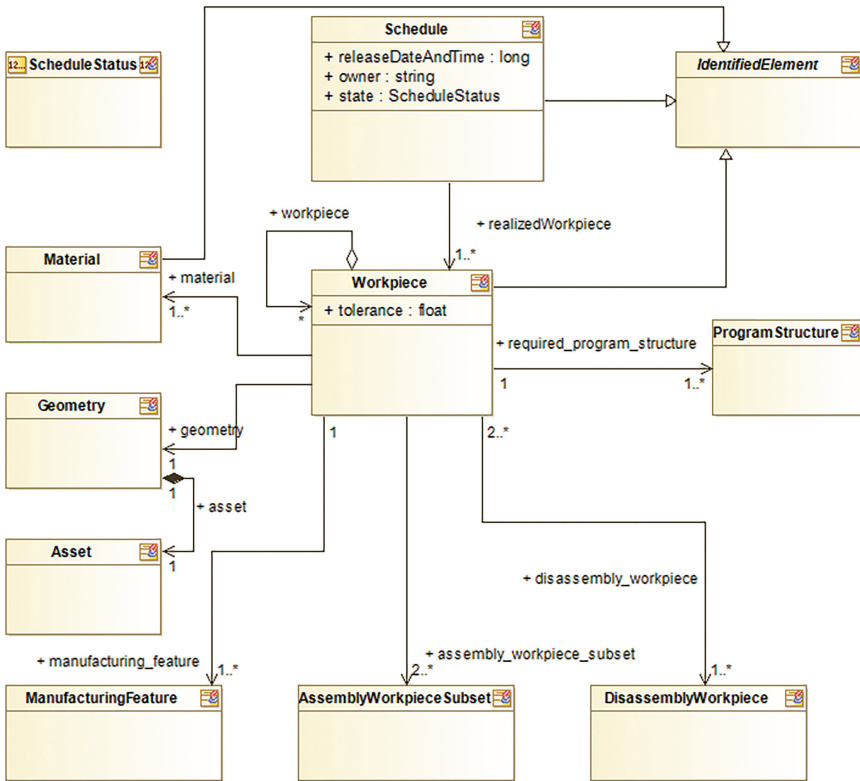 Schedule
+ releaseDateAndTime : long
+ owner : string
+ state : ScheduleStatus
12... ScheduleStatus 12
IdentifiedElement
+ workpiece
*
+ realizedWorkpiece
1..*
Material
+ material
1..*
Workpiece
+ tolerance : float
+ required_program_structure
1
1..*
ProgramStructure
Geometry
+ geometry
1
1
+ asset
1
Asset
1
2..*
+ manufacturing_feature
1..*
+ assembly_workpiece_subset
2..*
+ disassembly_workpiece
1..*
ManufacturingFeature
AssemblyWorkpieceSubset
DisassemblyWorkpiece